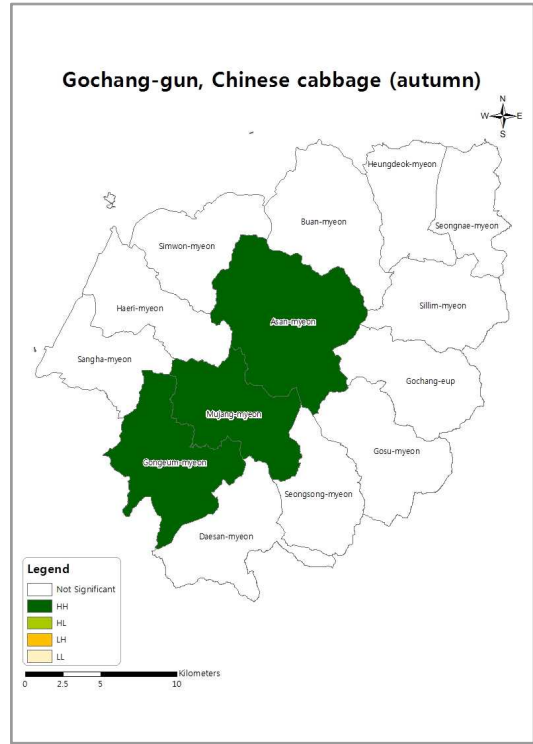 Gochang-gun, Chinese cabbage (autumn)
N
W E
S
Heungdeok-myeon
Buan-myeon
Seongnae-myeon
Simwon-myeon
Haeri-myeon
Asan-myeon
Sillim-myeon
Sangha-myeon
Gochang-eup
Mujang-myeon
Gosu-myeon
Gongeum-myeon
Seongsong-myeon
Daesan-myeon
Legend
Not Significant
HH
HL
LH
LL
Kilometers
0 2.5 5 10